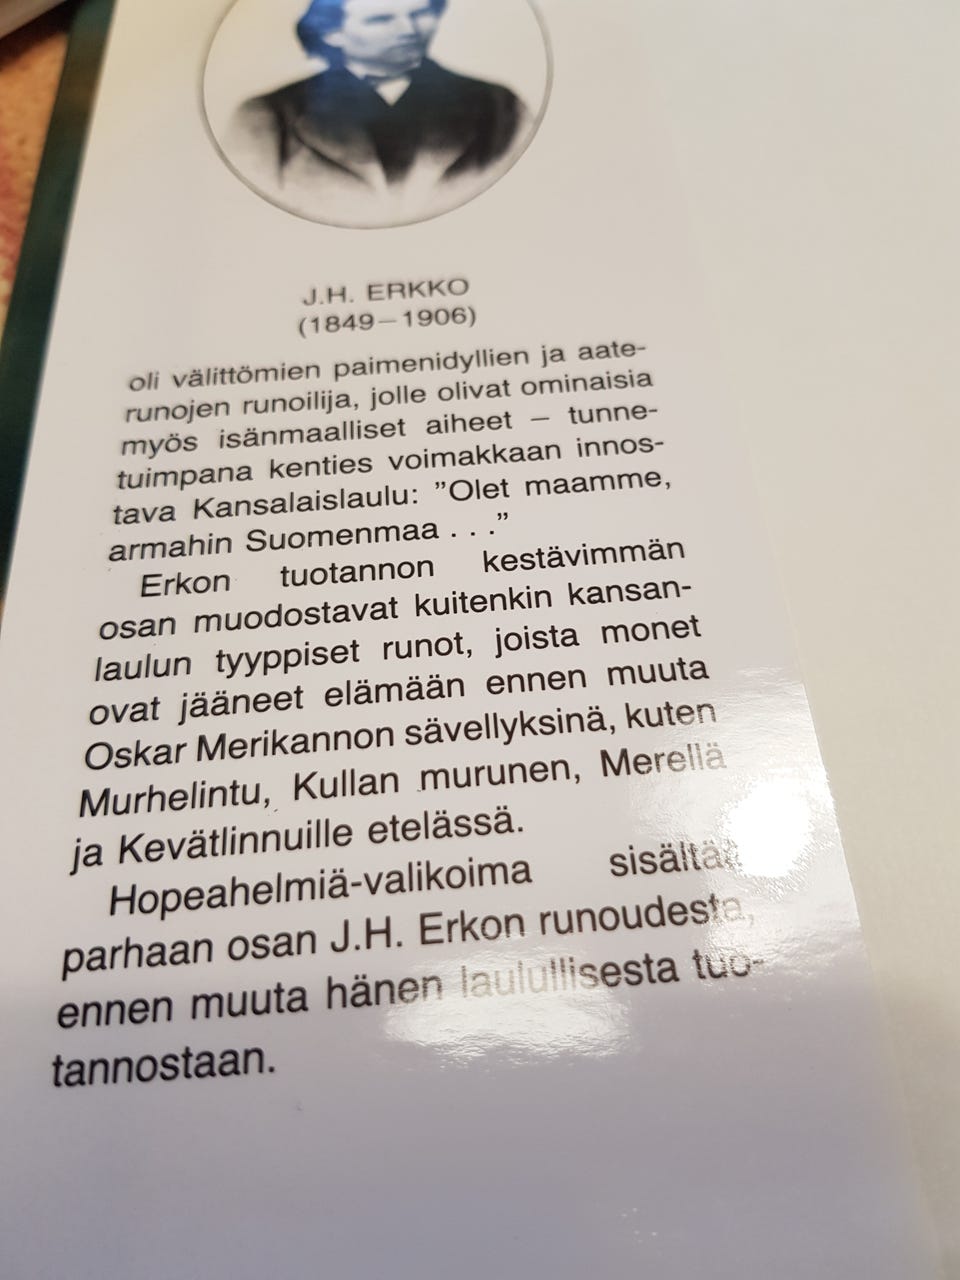 J.H. ERKKO
(1849–1906)
oli välittömien paimenidyllien ja aate-
runojen runoilija, jolle olivat ominaisia
myös isänmaalliset aiheet – tunne-
tuimpana kenties voimakkaan innos-
tava Kansalaislaulu: ”Olet maamme,
armahin Suomenmaa . . .”
Erkon tuotannon kestävimmän
osan muodostavat kuitenkin kansan-
laulun tyyppiset runot, joista monet
ovat jääneet elämään ennen muuta
Oskar Merikannon sävellyksinä, kuten
Murhelintu, Kullan murunen, Merellä
ja Kevätlinnuille etelässä.
Hopeahelmiä-valikoima sisältää
parhaan osan J.H. Erkon runoudesta,
ennen muuta hänen laulullisesta tuo-
tannostaan.